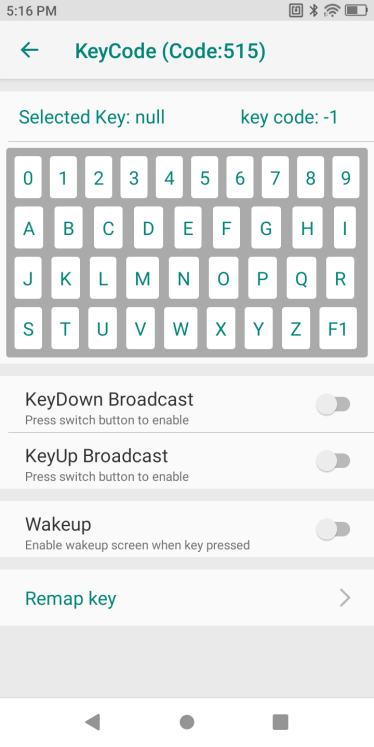 5:16 PM
KeyCode (Code:515)
Selected Key: null key code: -1
0 1 2 3 4 5 6 7 8 9
A B C D E F G H I
J K L M N O P Q R
S T U V W X Y Z F1
KeyDown Broadcast
Press switch button to enable
KeyUp Broadcast
Press switch button to enable
Wakeup
Enable wakeup screen when key pressed
Remap key